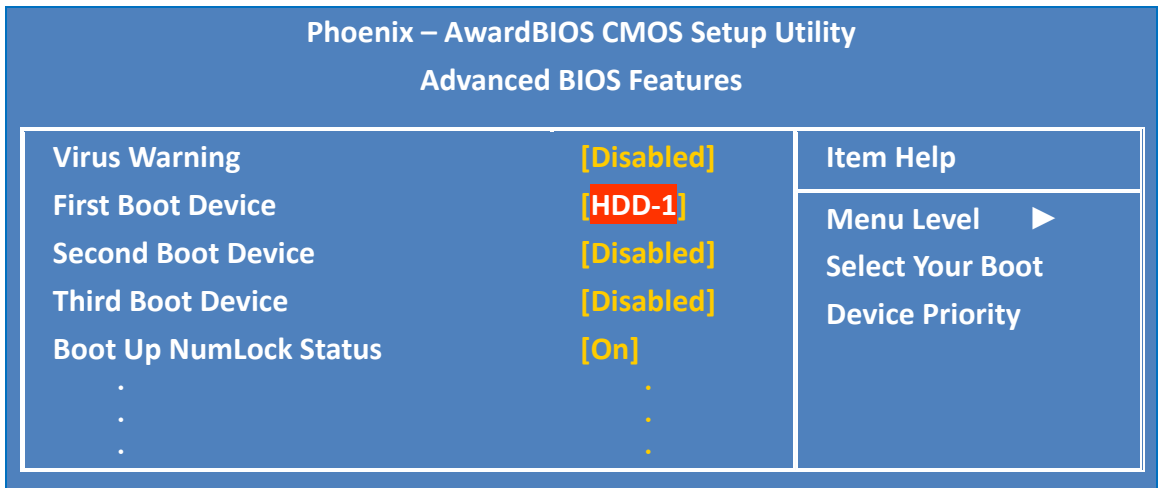 Phoenix – AwardBIOS CMOS Setup Utility
Advanced BIOS Features
Virus Warning [Disabled]
First Boot Device [HDD-1]
Second Boot Device [Disabled]
Third Boot Device [Disabled]
Boot Up NumLock Status [On]
. .
. .
. .
Item Help
Menu Level ►
Select Your Boot
Device Priority